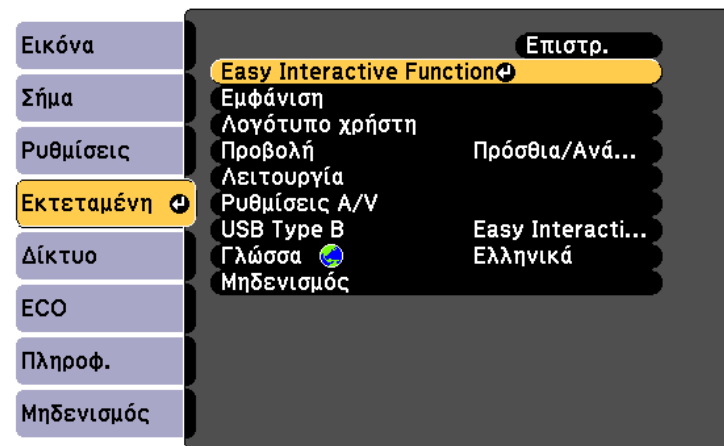 Εικόνα
Σήμα
Ρυθμίσεις
Εκτεταμένη
Δίκτυο
ECO
Πληροφ.
Μηδενισμός
Επιστρ.
Easy Interactive Function
Εμφάνιση
Λογότυπο χρήστη
Προβολή Πρόσθια/Ανά...
Λειτουργία
Ρυθμίσεις A/V
USB Type B Easy Interacti...
Γλώσσα Ελληνικά
Μηδενισμός